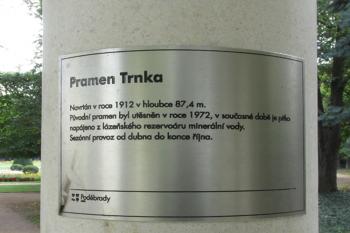 Pramen Trnka
Navrtán v roce 1912 v hloubce 87,4 m.
Původní pramen byl utěsněn v roce 1972, v současné době je pítko
napájeno z lázeňského rezervoáru minerální vody.
Sezónní provoz od dubna do konce října.
Poděbrady